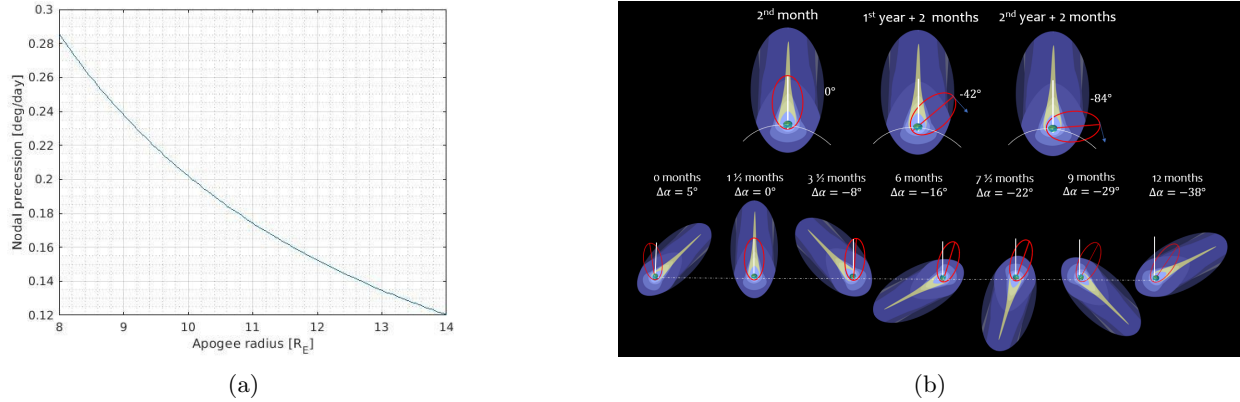 0.3
0.28
0.26
0.24
0.22
0.2
0.18
0.16
0.14
0.12
Nodal precession [deg/day]
8 9 10 11 12 13 14
Apogee radius [R_E]
(a)
2nd month 1st year + 2 months 2nd year + 2 months
0° -42° -84°
0 months 1 ½ months 3 ½ months 6 months 7 ½ months 9 months 12 months
Δα = 5° Δα = 0° Δα = −8° Δα = −16° Δα = −22° Δα = −29° Δα = −38°
(b)